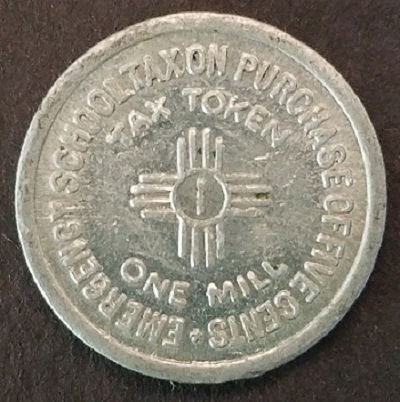 EMERGENCY SCHOOL TAX ON PURCHASE OF FIVE CENTS
TAX TOKEN
1
ONE MILL